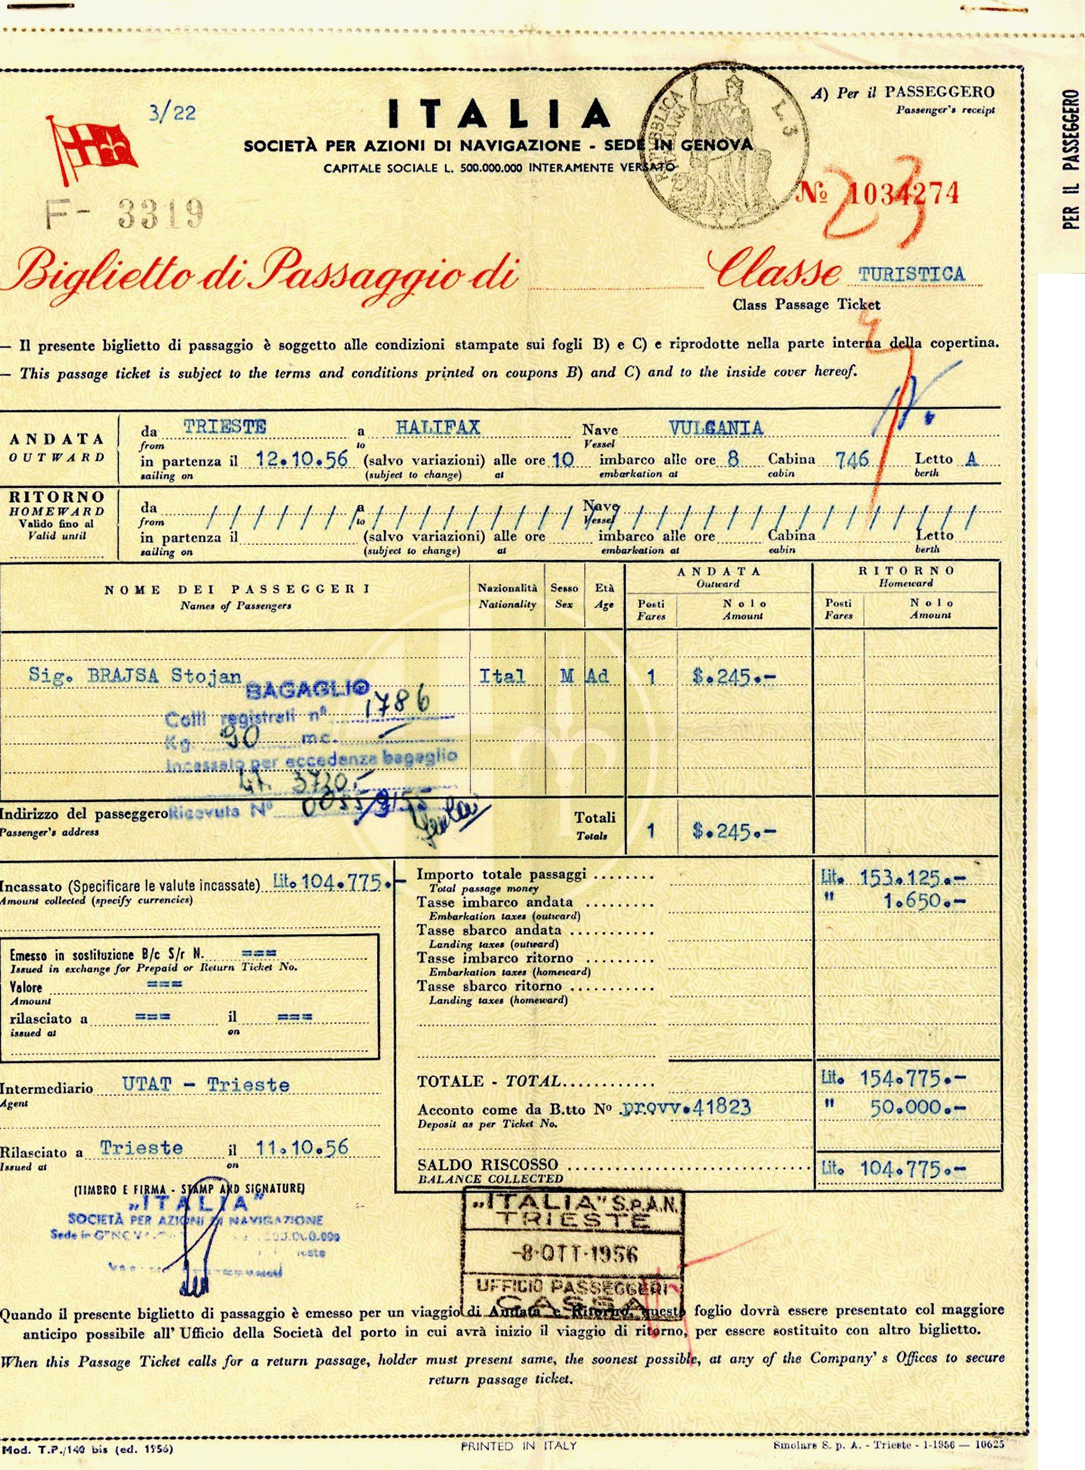 3/22
ITALIA
SOCIETÀ PER AZIONI DI NAVIGAZIONE - SEDE IN GENOVA
CAPITALE SOCIALE L. 500.000.000 INTERAMENTE VERSATO
REPUBBLICA ITALIANA L. 3
A) Per il PASSEGGERO
Passenger's receipt
PER IL PASSEGGERO
No 1034274
23
F- 3319
Biglietto di Passaggio di Classe TURISTICA
Class Passage Ticket
— Il presente biglietto di passaggio è soggetto alle condizioni stampate sui fogli B) e C) e riprodotte nella parte interna della copertina.
— This passage ticket is subject to the terms and conditions printed on coupons B) and C) and to the inside cover hereof.
ANDATA
OUTWARD
da TRIESTE a HALIFAX Nave VULCANIA
from to Vessel
in partenza il 12.10.56 (salvo variazioni) alle ore 10 imbarco alle ore 8 Cabina 746 Letto A
sailing on (subject to change) at embarkation at cabin berth
RITORNO
HOMEWARD
Valido fino al
Valid until
da a Nave
from to Vessel
in partenza il (salvo variazioni) alle ore imbarco alle ore Cabina Letto
sailing on (subject to change) at embarkation at cabin berth
NOME DEI PASSEGGERI Nazionalità Sesso Età ANDATA RITORNO
Names of Passengers Nationality Sex Age Outward Homeward
Posti Nolo Posti Nolo
Fares Amount Fares Amount
Sig. BRAJSA Stojan Ital M Ad 1 $.245.-
BAGAGLIO
Colli registrati nª 1786
Kg. 90 mc.
Incassato per eccedenza bagaglio
Lit. 3720.-
Indirizzo del passeggero Ricevuta N°
Passenger's address
Totali
Totals 1 $.245.-
Incassato (Specificare le valute incassate) Lit. 104.775.-
Amount collected (specify currencies)
Importo totale passaggi ........ Lit. 153.125.-
Total passage money
Tasse imbarco andata ......... " 1.650.-
Embarkation taxes (outward)
Tasse sbarco andata ..........
Landing taxes (outward)
Tasse imbarco ritorno .........
Embarkation taxes (homeward)
Tasse sbarco ritorno ..........
Landing taxes (homeward)
Emesso in sostituzione B/c S/r N. ===
Issued in exchange for Prepaid or Return Ticket No.
Valore ===
Amount
rilasciato a === il ===
issued at on
TOTALE - TOTAL............ Lit. 154.775.-
Intermediario UTAT - Trieste
Agent
Acconto come da B.tto N° provv.41823 " 50.000.-
Deposit as per Ticket No.
Rilasciato a Trieste il 11.10.56
Issued at on
SALDO RISCOSSO Lit. 104.775.-
BALANCE COLLECTED
(TIMBRO E FIRMA - STAMP AND SIGNATURE)
„ITALIA"
SOCIETÀ PER AZIONI DI NAVIGAZIONE
Sede in GENOVA
„ITALIA" S.p.A.N.
TRIESTE
-8·OTT·1956
UFFICIO PASSEGGERI
CASSA
Quando il presente biglietto di passaggio è emesso per un viaggio di Andata e Ritorno, questo foglio dovrà essere presentato col maggiore
anticipo possibile all' Ufficio della Società del porto in cui avrà inizio il viaggio di ritorno, per essere sostituito con altro biglietto.
When this Passage Ticket calls for a return passage, holder must present same, the soonest possible, at any of the Company' s Offices to secure
return passage ticket.
Mod. T.P./140 bis (ed. 1956) PRINTED IN ITALY Smolars S. p. A. - Trieste - 1-1956 — 10625